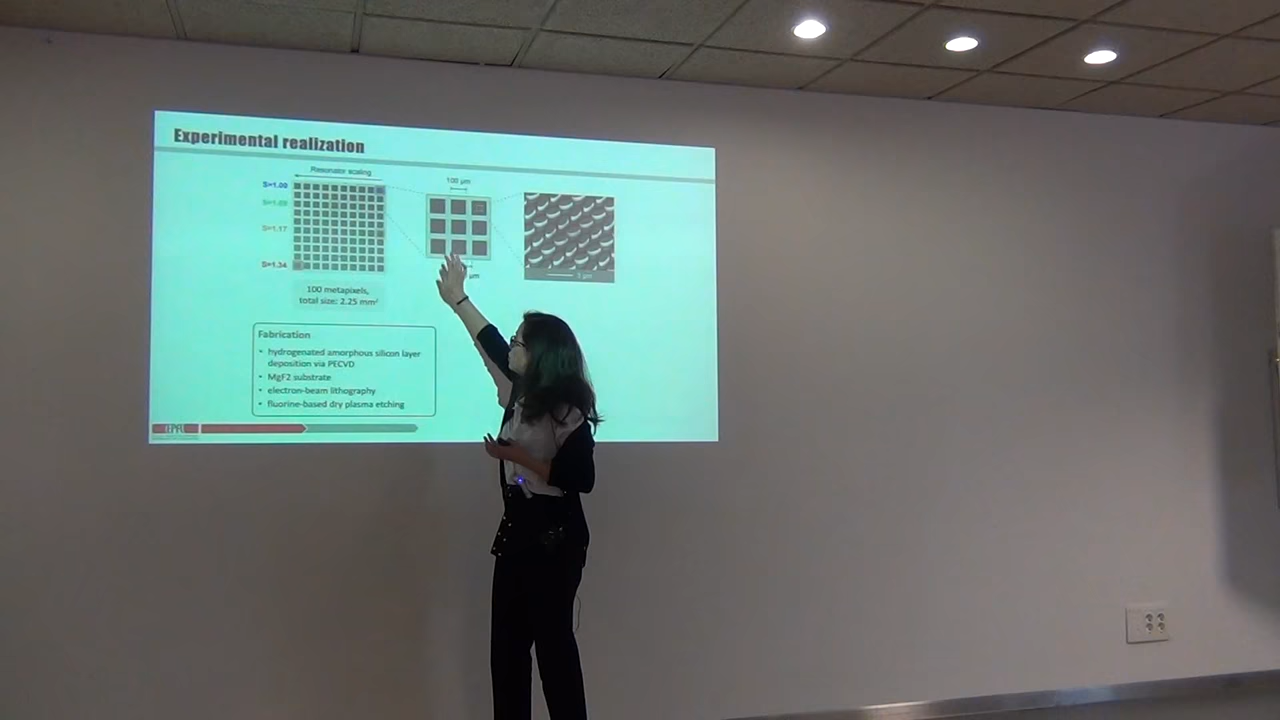 Experimental realization
Resonator scaling
S=1.00
S=1.17
S=1.34
100 μm
μm
100 metapixels,
total size: 2.25 mm²
Fabrication
• hydrogenated amorphous silicon layer
deposition via PECVD
• MgF2 substrate
• electron-beam lithography
• fluorine-based dry plasma etching
EPFL